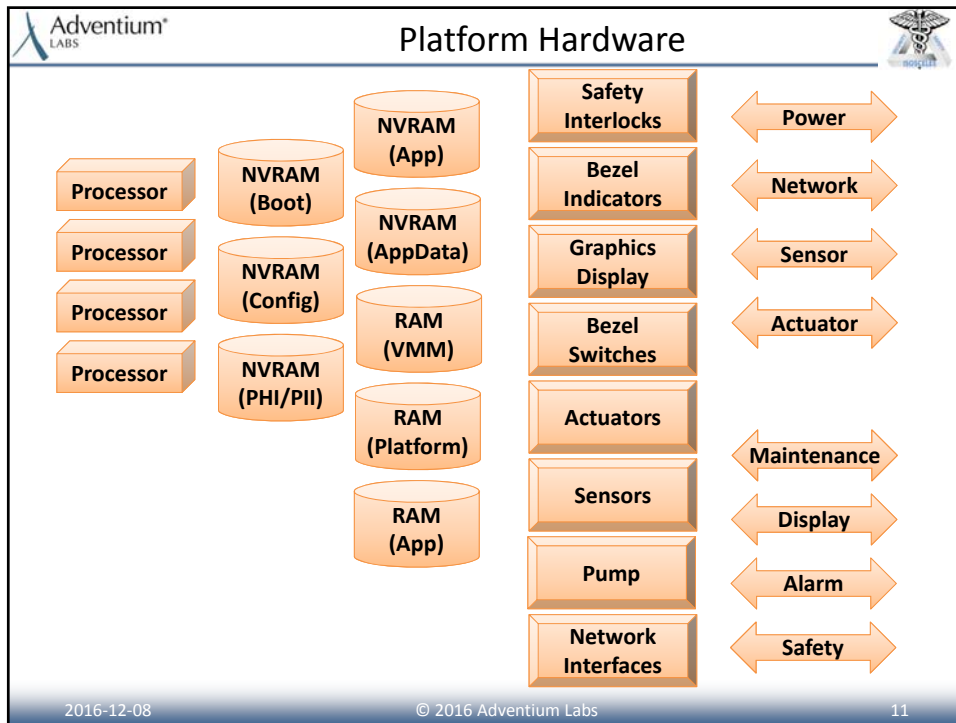 Adventium®
LABS
Platform Hardware
MOSCEUS
Processor
Processor
Processor
Processor
NVRAM
(Boot)
NVRAM
(Config)
NVRAM
(PHI/PII)
NVRAM
(App)
NVRAM
(AppData)
RAM
(VMM)
RAM
(Platform)
RAM
(App)
Safety
Interlocks
Bezel
Indicators
Graphics
Display
Bezel
Switches
Actuators
Sensors
Pump
Network
Interfaces
Power
Network
Sensor
Actuator
Maintenance
Display
Alarm
Safety
2016-12-08
© 2016 Adventium Labs
11